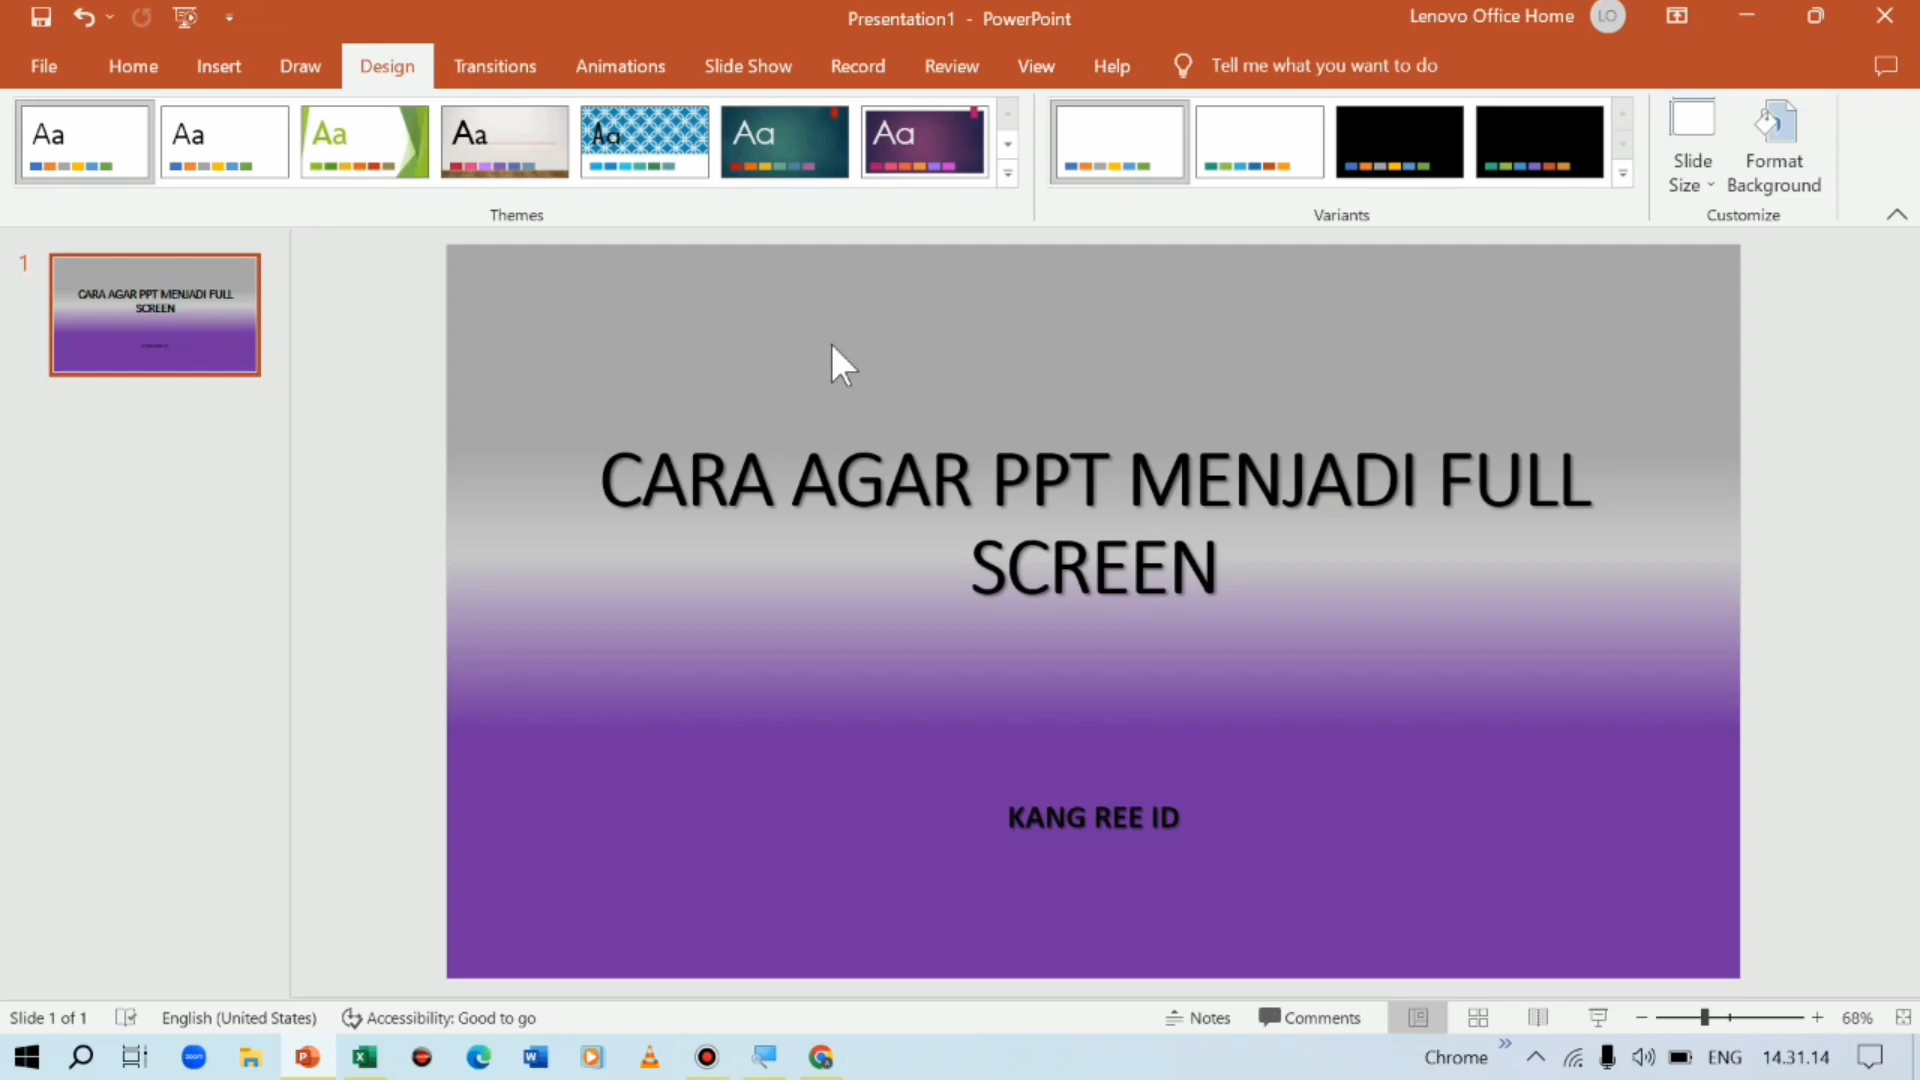 Presentation1 - PowerPoint
Lenovo Office Home
LO
File Home Insert Draw Design Transitions Animations Slide Show Record Review View Help Tell me what you want to do
Aa Aa Aa Aa Aa Aa Aa
Slide Size
Format Background
Themes
Variants
Customize
1
CARA AGAR PPT MENJADI FULL
SCREEN
CARA AGAR PPT MENJADI FULL
SCREEN
KANG REE ID
Slide 1 of 1 English (United States) Accessibility: Good to go Notes Comments 68%
zoom
Chrome ENG 14.31.14